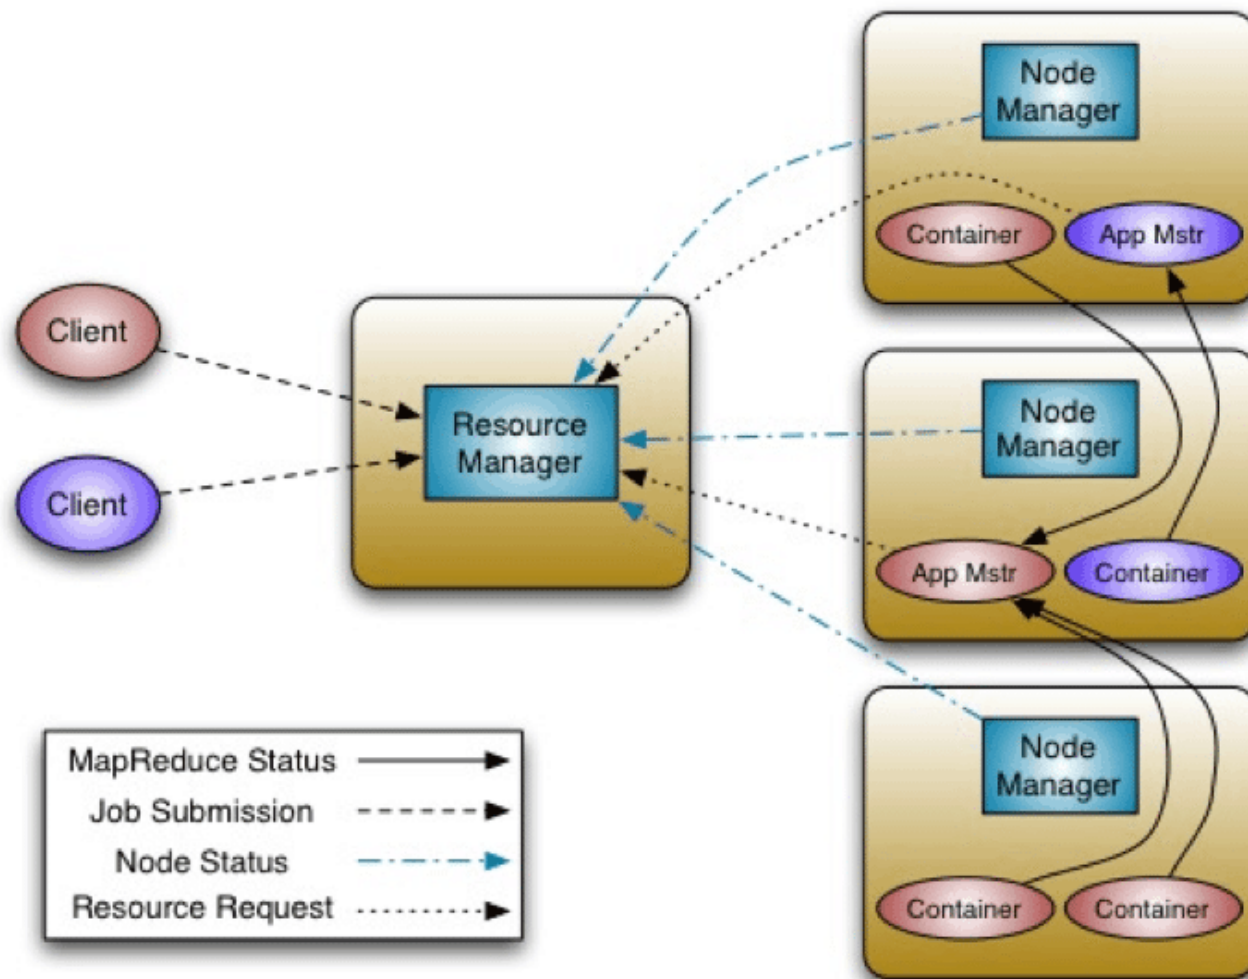 Node
Manager
Container
App Mstr
Client
Client
Resource
Manager
Node
Manager
App Mstr
Container
Node
Manager
Container
Container
MapReduce Status
Job Submission
Node Status
Resource Request